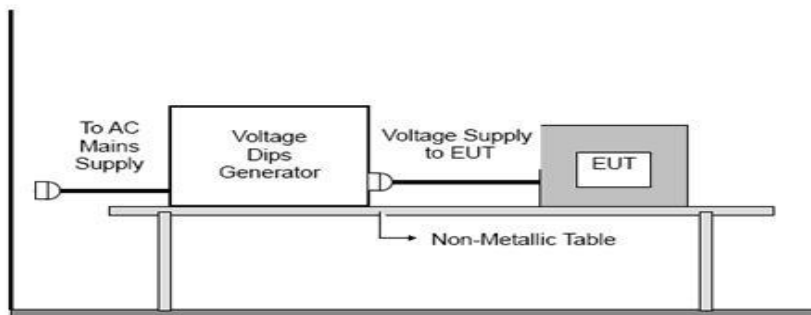 To AC
Mains
Supply
Voltage
Dips
Generator
Voltage Supply
to EUT
EUT
Non-Metallic Table